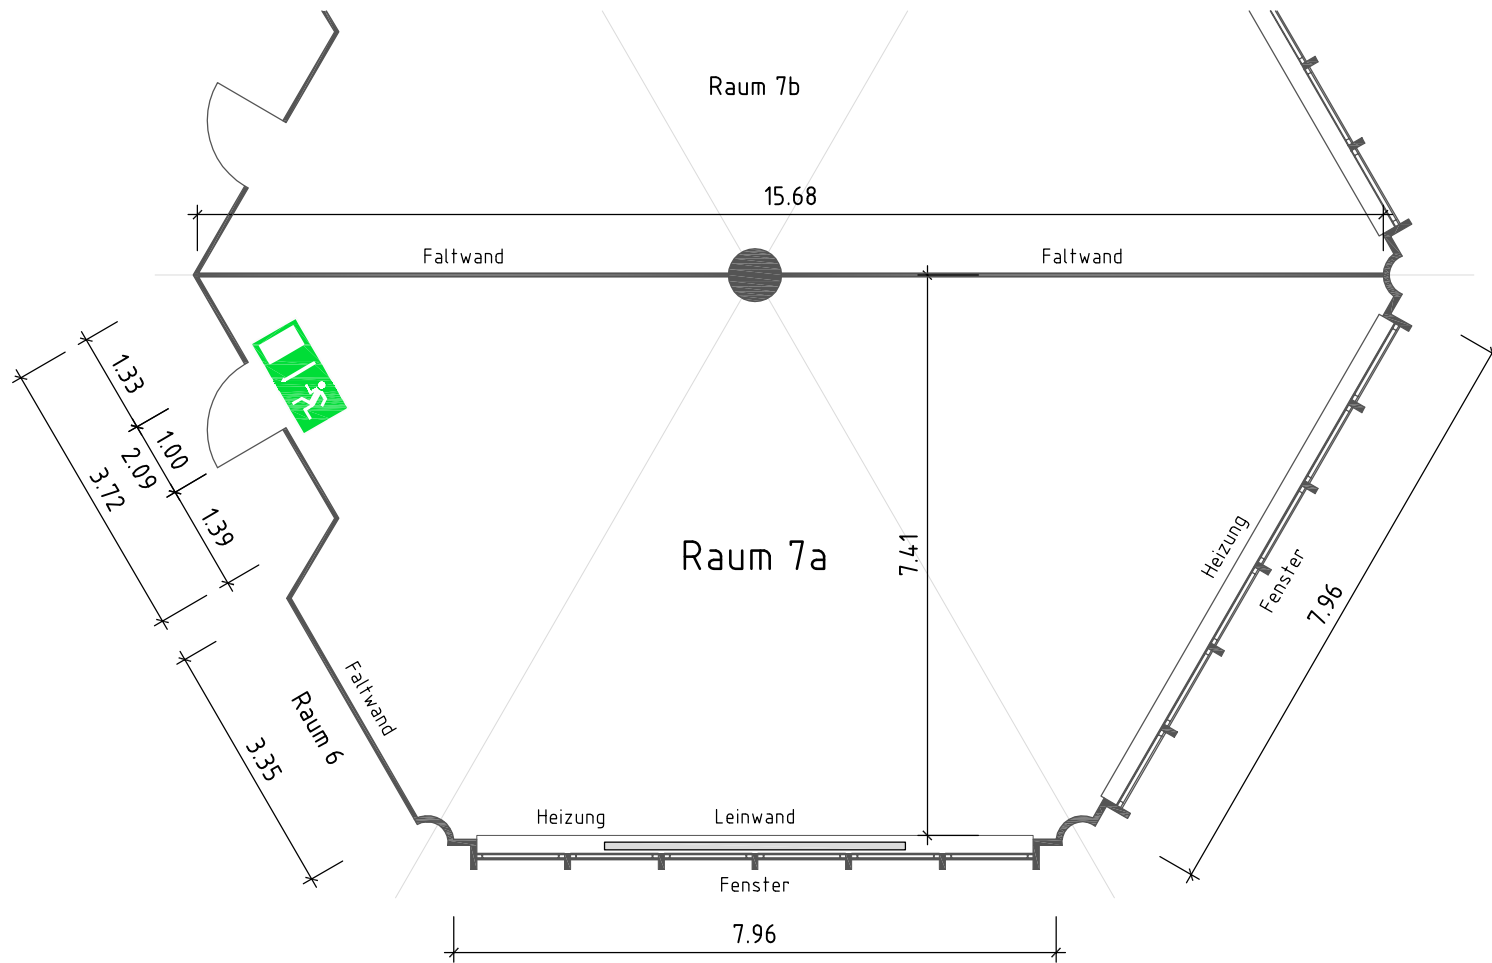 Raum 7b
15.68
Faltwand
Faltwand
1.33
1.00
2.09
3.72
1.39
Raum 7a
7.41
Heizung
Fenster
7.96
Faltwand
Raum 6
3.35
Heizung
Leinwand
Fenster
7.96